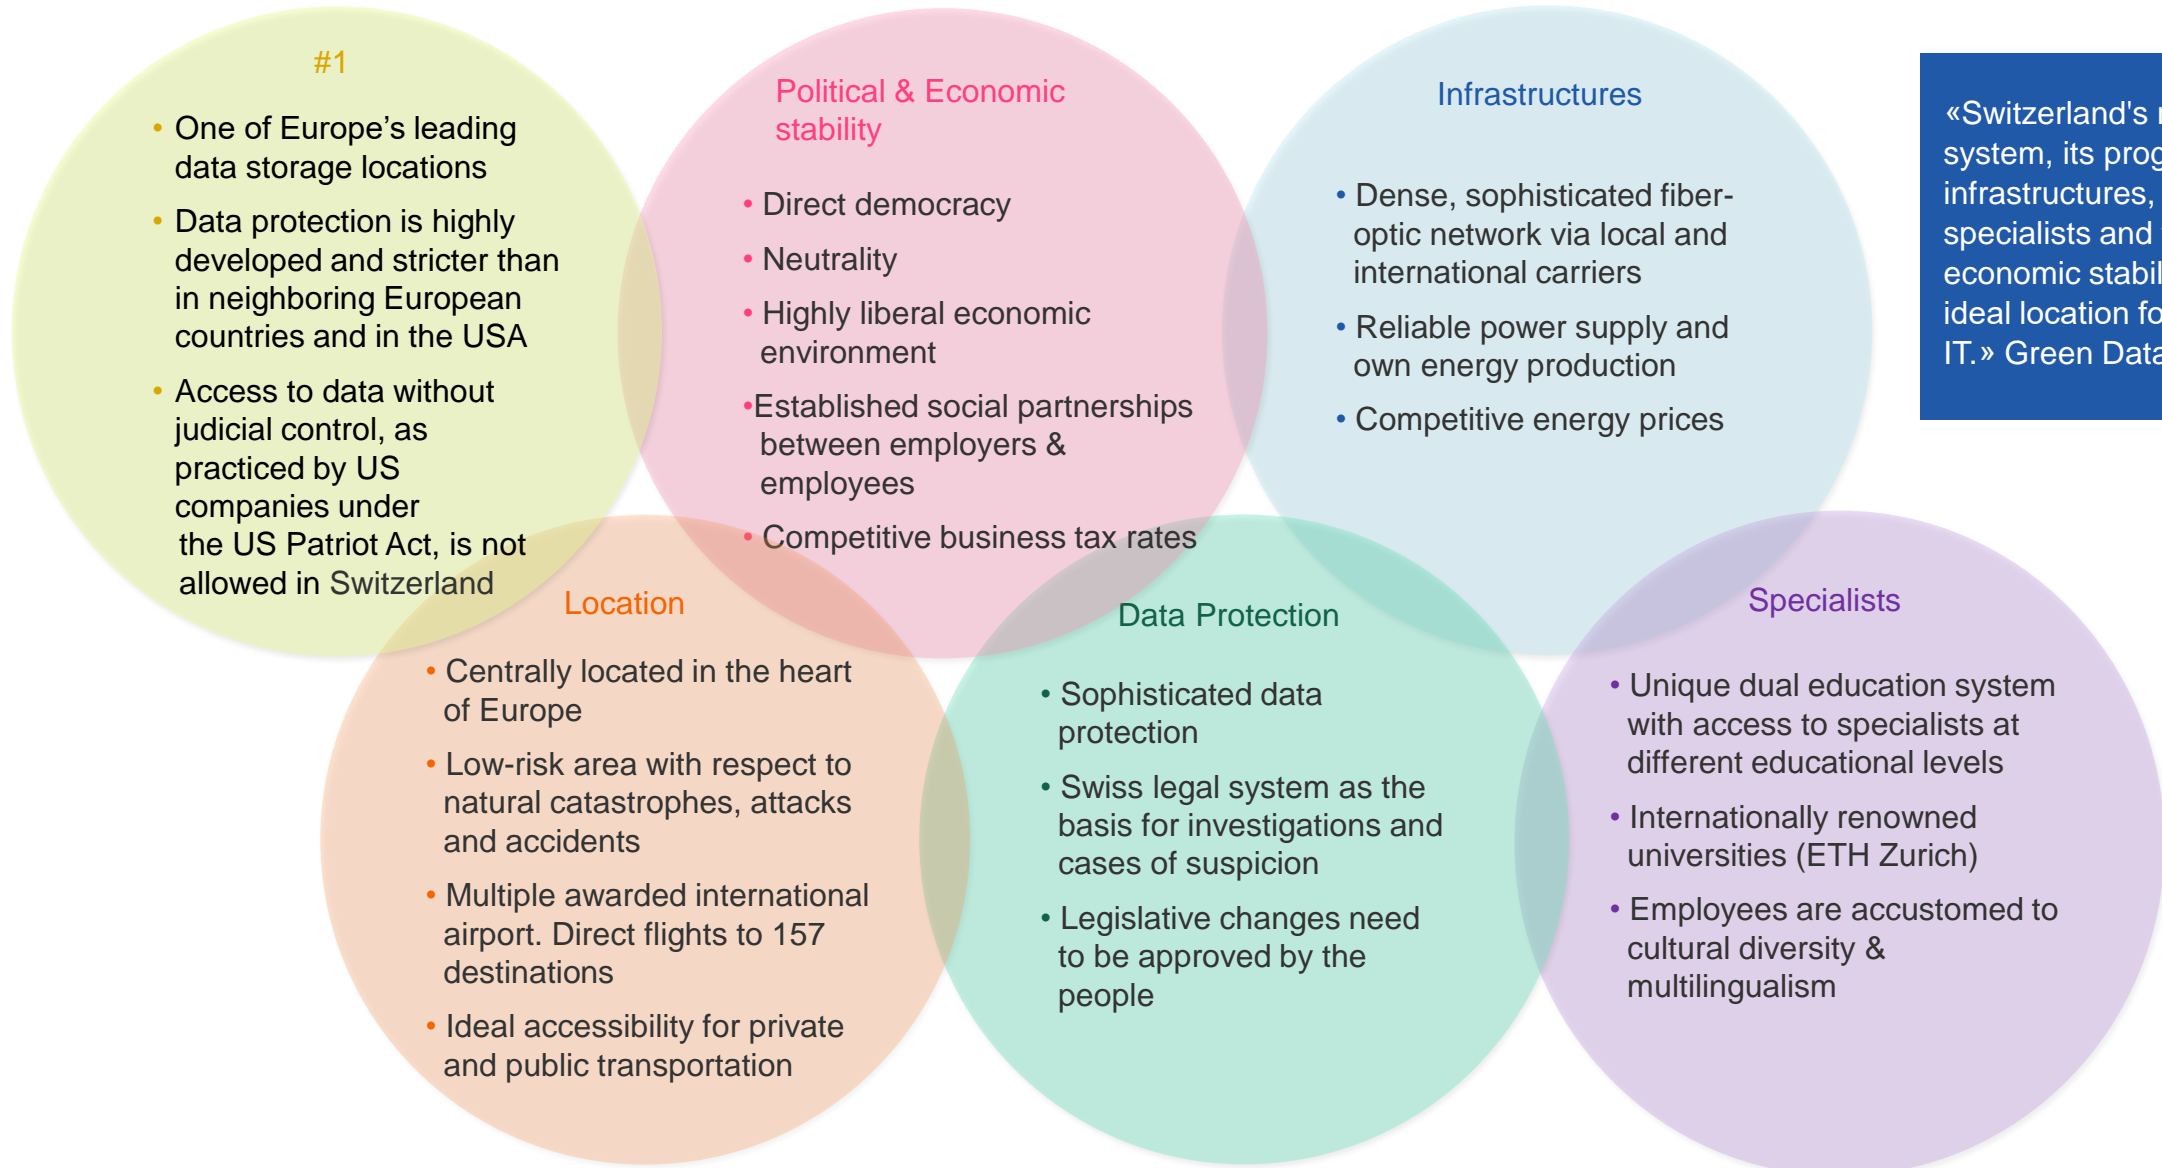 #1
• One of Europe’s leading
data storage locations
• Data protection is highly
developed and stricter than
in neighboring European
countries and in the USA
• Access to data without
judicial control, as
practiced by US
companies under
the US Patriot Act, is not
allowed in Switzerland
Political & Economic
stability
• Direct democracy
• Neutrality
• Highly liberal economic
environment
•Established social partnerships
between employers &
employees
• Competitive business tax rates
Infrastructures
• Dense, sophisticated fiber-
optic network via local and
international carriers
• Reliable power supply and
own energy production
• Competitive energy prices
«Switzerland's
system, its
infrastructures,
specialists and
economic
ideal location
IT.» Green
Location
• Centrally located in the heart
of Europe
• Low-risk area with respect to
natural catastrophes, attacks
and accidents
• Multiple awarded international
airport. Direct flights to 157
destinations
• Ideal accessibility for private
and public transportation
Data Protection
• Sophisticated data
protection
• Swiss legal system as the
basis for investigations and
cases of suspicion
• Legislative changes need
to be approved by the
people
Specialists
• Unique dual education system
with access to specialists at
different educational levels
• Internationally renowned
universities (ETH Zurich)
• Employees are accustomed to
cultural diversity &
multilingualism